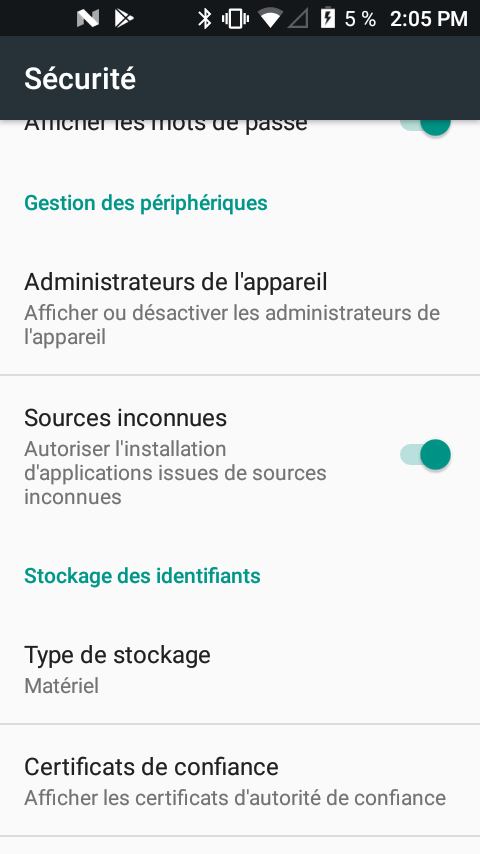 5 % 2:05 PM
Sécurité
Afficher les mots de passe
Gestion des périphériques
Administrateurs de l'appareil
Afficher ou désactiver les administrateurs de
l'appareil
Sources inconnues
Autoriser l'installation
d'applications issues de sources
inconnues
Stockage des identifiants
Type de stockage
Matériel
Certificats de confiance
Afficher les certificats d'autorité de confiance